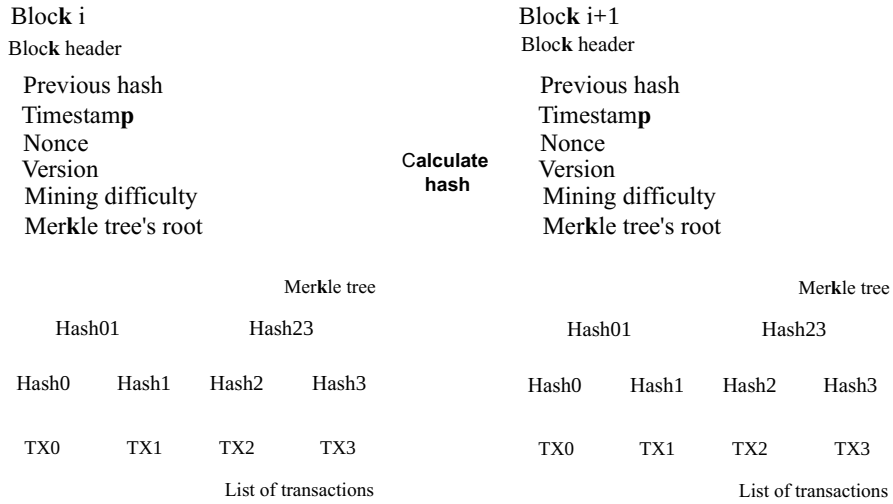 Block i
Block header
Previous hash
Timestamp
Nonce
Version
Mining difficulty
Merkle tree's root
Merkle tree
Hash01 Hash23
Hash0 Hash1 Hash2 Hash3
TX0 TX1 TX2 TX3
List of transactions
Calculate
hash
Block i+1
Block header
Previous hash
Timestamp
Nonce
Version
Mining difficulty
Merkle tree's root
Merkle tree
Hash01 Hash23
Hash0 Hash1 Hash2 Hash3
TX0 TX1 TX2 TX3
List of transactions